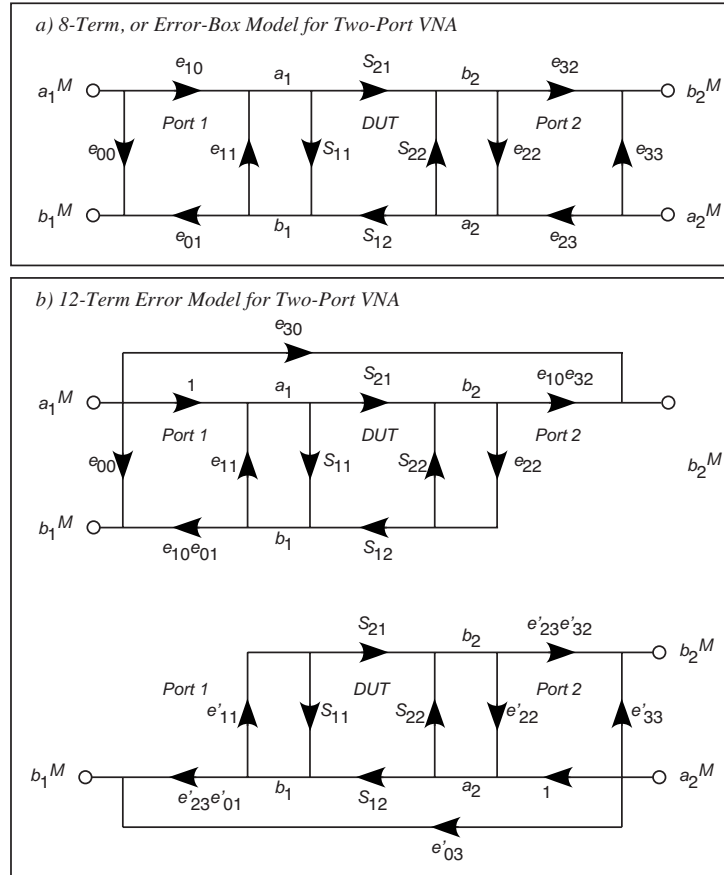 a) 8-Term, or Error-Box Model for Two-Port VNA
e10 a1 S21 b2 e32
a1M b2M
Port 1 DUT Port 2
e00 e11 S11 S22 e22 e33
b1M a2M
e01 b1 S12 a2 e23
b) 12-Term Error Model for Two-Port VNA
e30
1 a1 S21 b2 e10e32
a1M
Port 1 DUT Port 2
e00 e11 S11 S22 e22
b2M
b1M
e10e01 b1 S12
S21 b2 e'23e'32
b2M
Port 1 DUT Port 2
e'11 S11 S22 e'22 e'33
b1M a2M
e'23e'01 b1 S12 a2 1
e'03